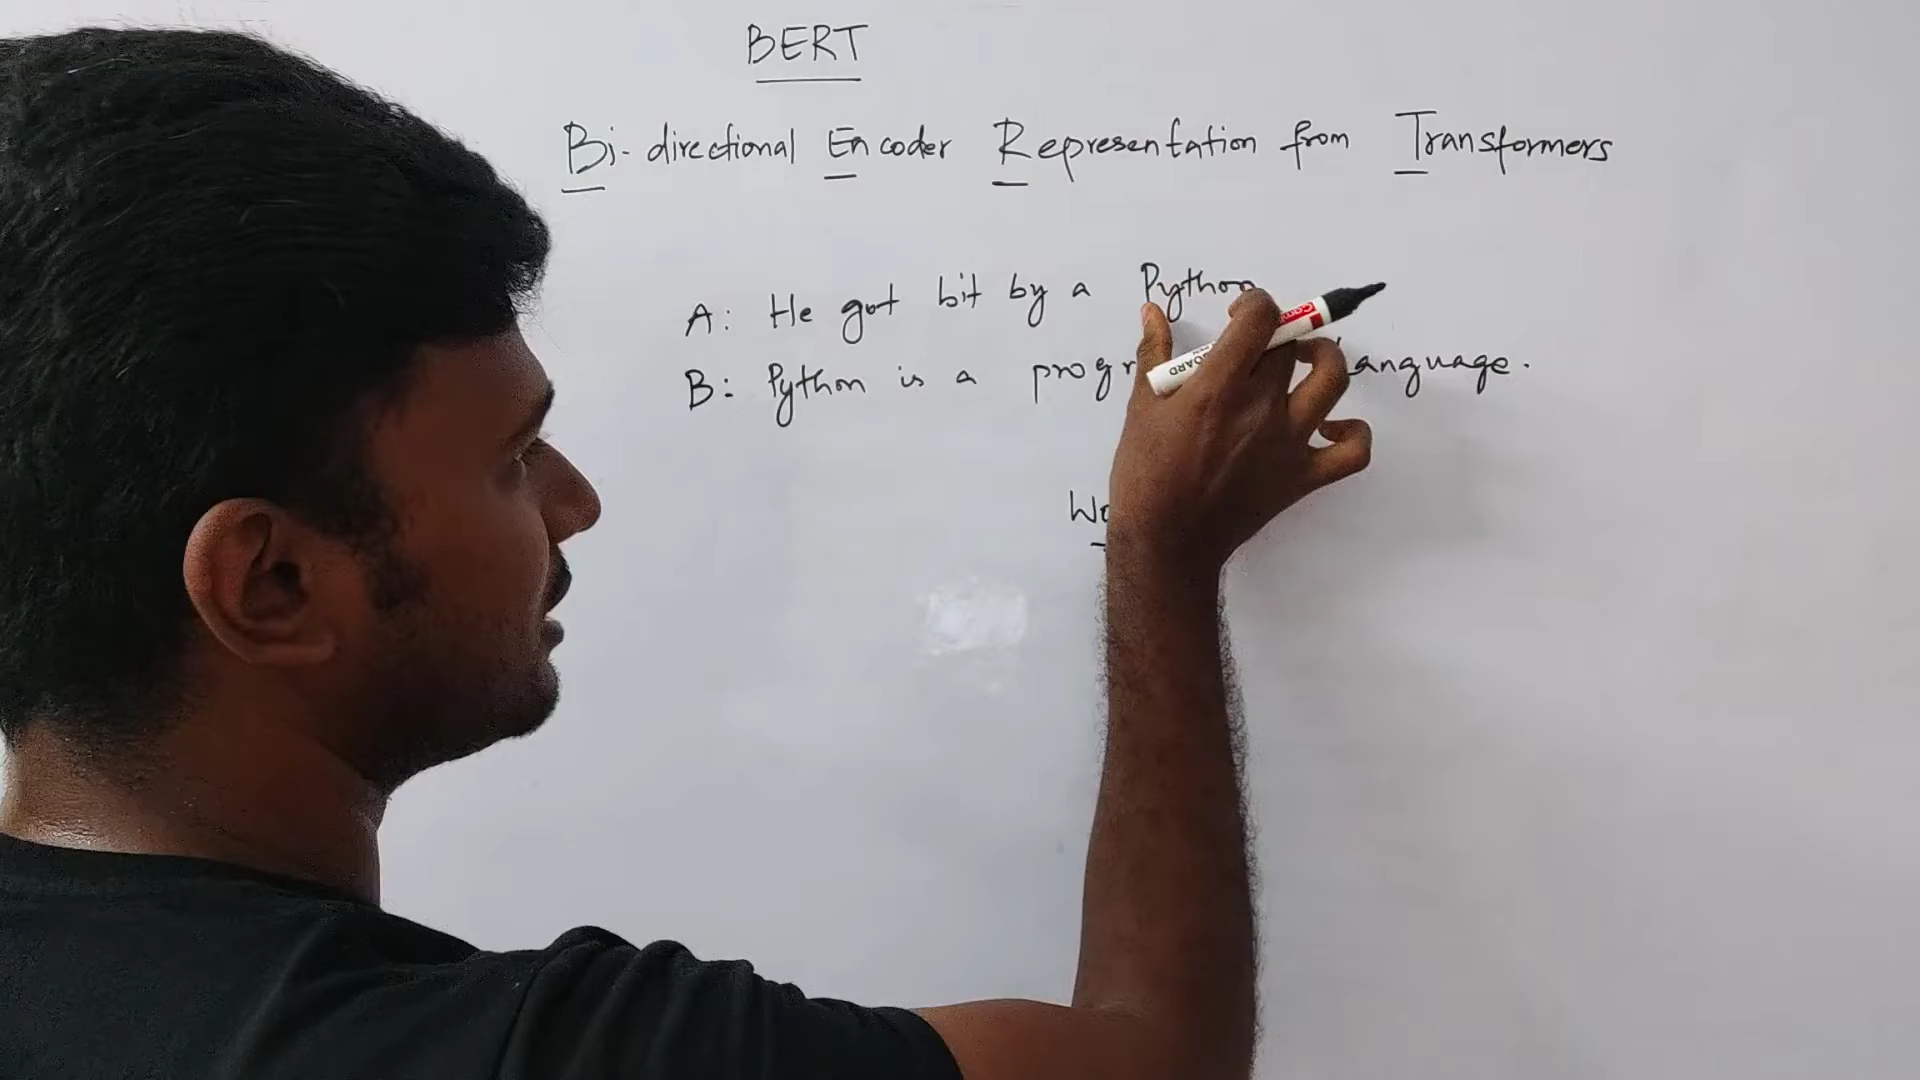 BERT
Bi-directional Encoder Representation from Transformers
A: He got bit by a Python
B: Python is a progr language.